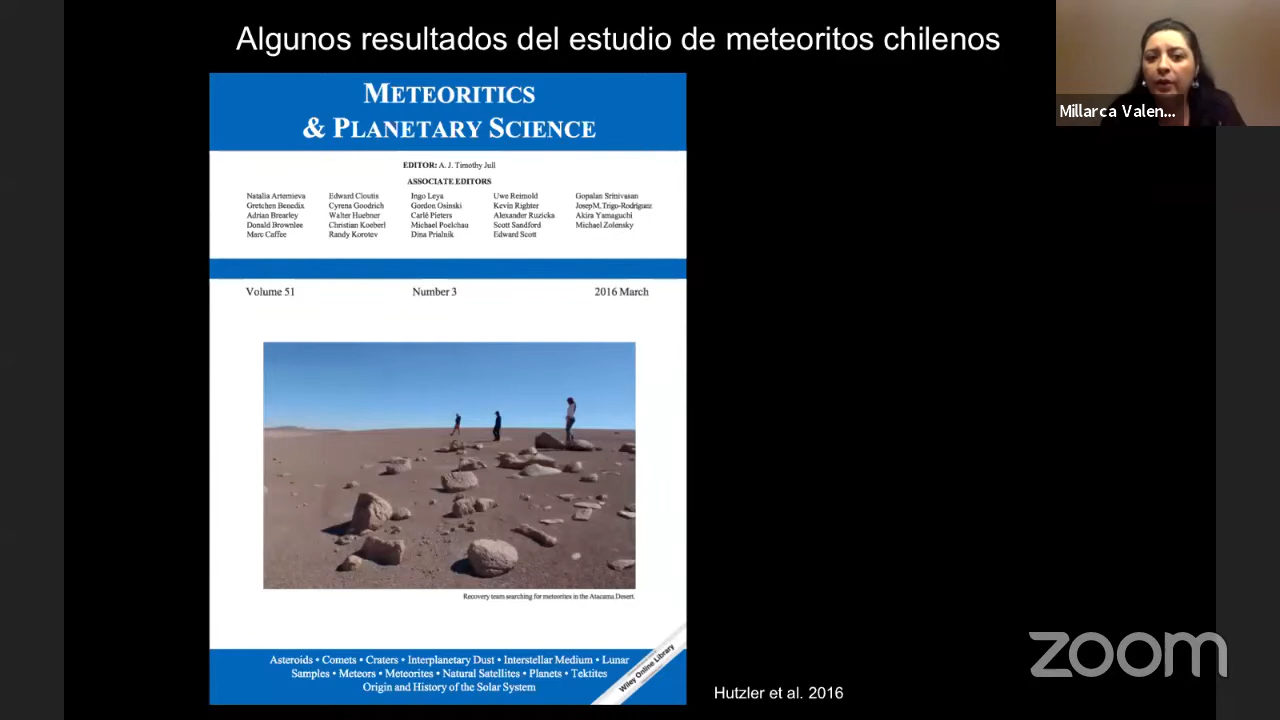 Algunos resultados del estudio de meteoritos chilenos
Millarca Valen...
METEORITICS
& PLANETARY SCIENCE
EDITOR: A. J. Timothy Jull
ASSOCIATE EDITORS
Natalia Artemieva Edward Cloutis Ingo Leya Uwe Reimold Gopalan Srinivasan
Gretchen Benedix Cyrena Goodrich Gordon Osinski Kevin Righter Josep M. Trigo-Rodríguez
Adrian Brearley Walter Huebner Carlé Pieters Alexander Ruzicka Akira Yamaguchi
Donald Brownlee Christian Koeberl Michael Poelchau Scott Sandford Michael Zolensky
Marc Caffee Randy Korotev Dina Prialnik Edward Scott
Volume 51 Number 3 2016 March
Recovery team searching for meteorites in the Atacama Desert.
Asteroids • Comets • Craters • Interplanetary Dust • Interstellar Medium • Lunar
Samples • Meteors • Meteorites • Natural Satellites • Planets • Tektites
Origin and History of the Solar System
Wiley Online Library
Hutzler et al. 2016
zoom